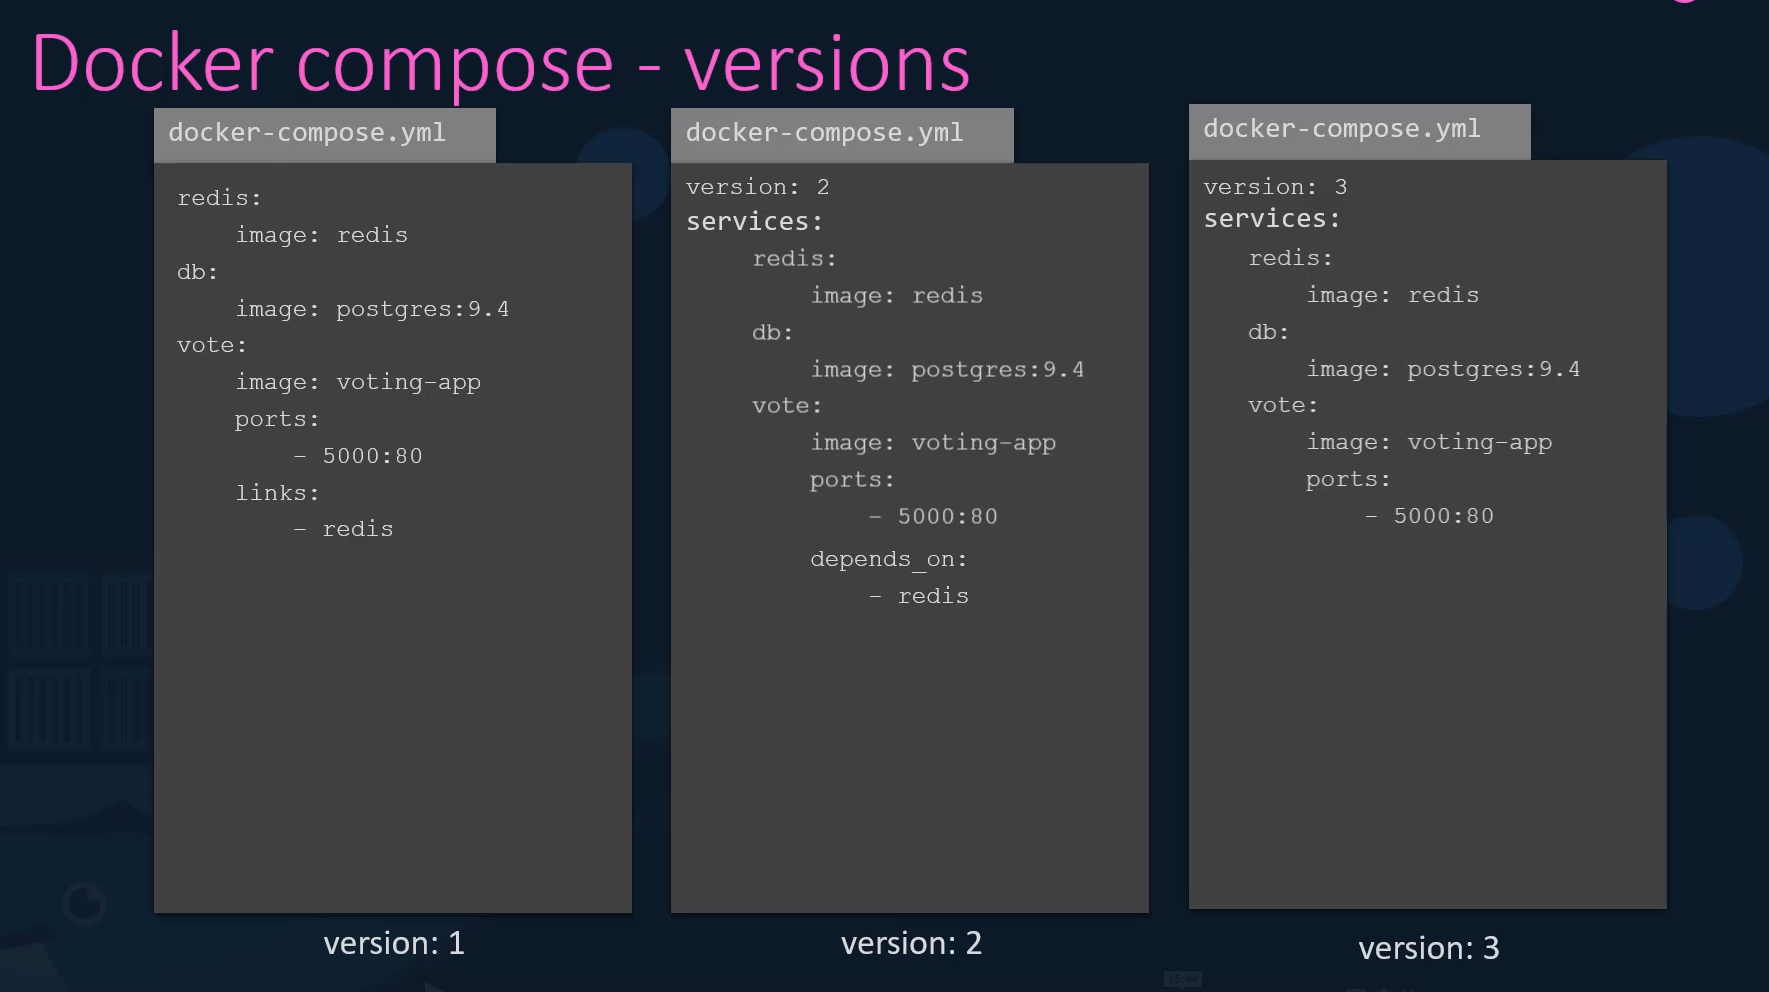 Docker compose - versions
docker-compose.yml
redis:
image: redis
db:
image: postgres:9.4
vote:
image: voting-app
ports:
- 5000:80
links:
- redis
version: 1
docker-compose.yml
version: 2
services:
redis:
image: redis
db:
image: postgres:9.4
vote:
image: voting-app
ports:
- 5000:80
depends_on:
- redis
version: 2
docker-compose.yml
version: 3
services:
redis:
image: redis
db:
image: postgres:9.4
vote:
image: voting-app
ports:
- 5000:80
version: 3